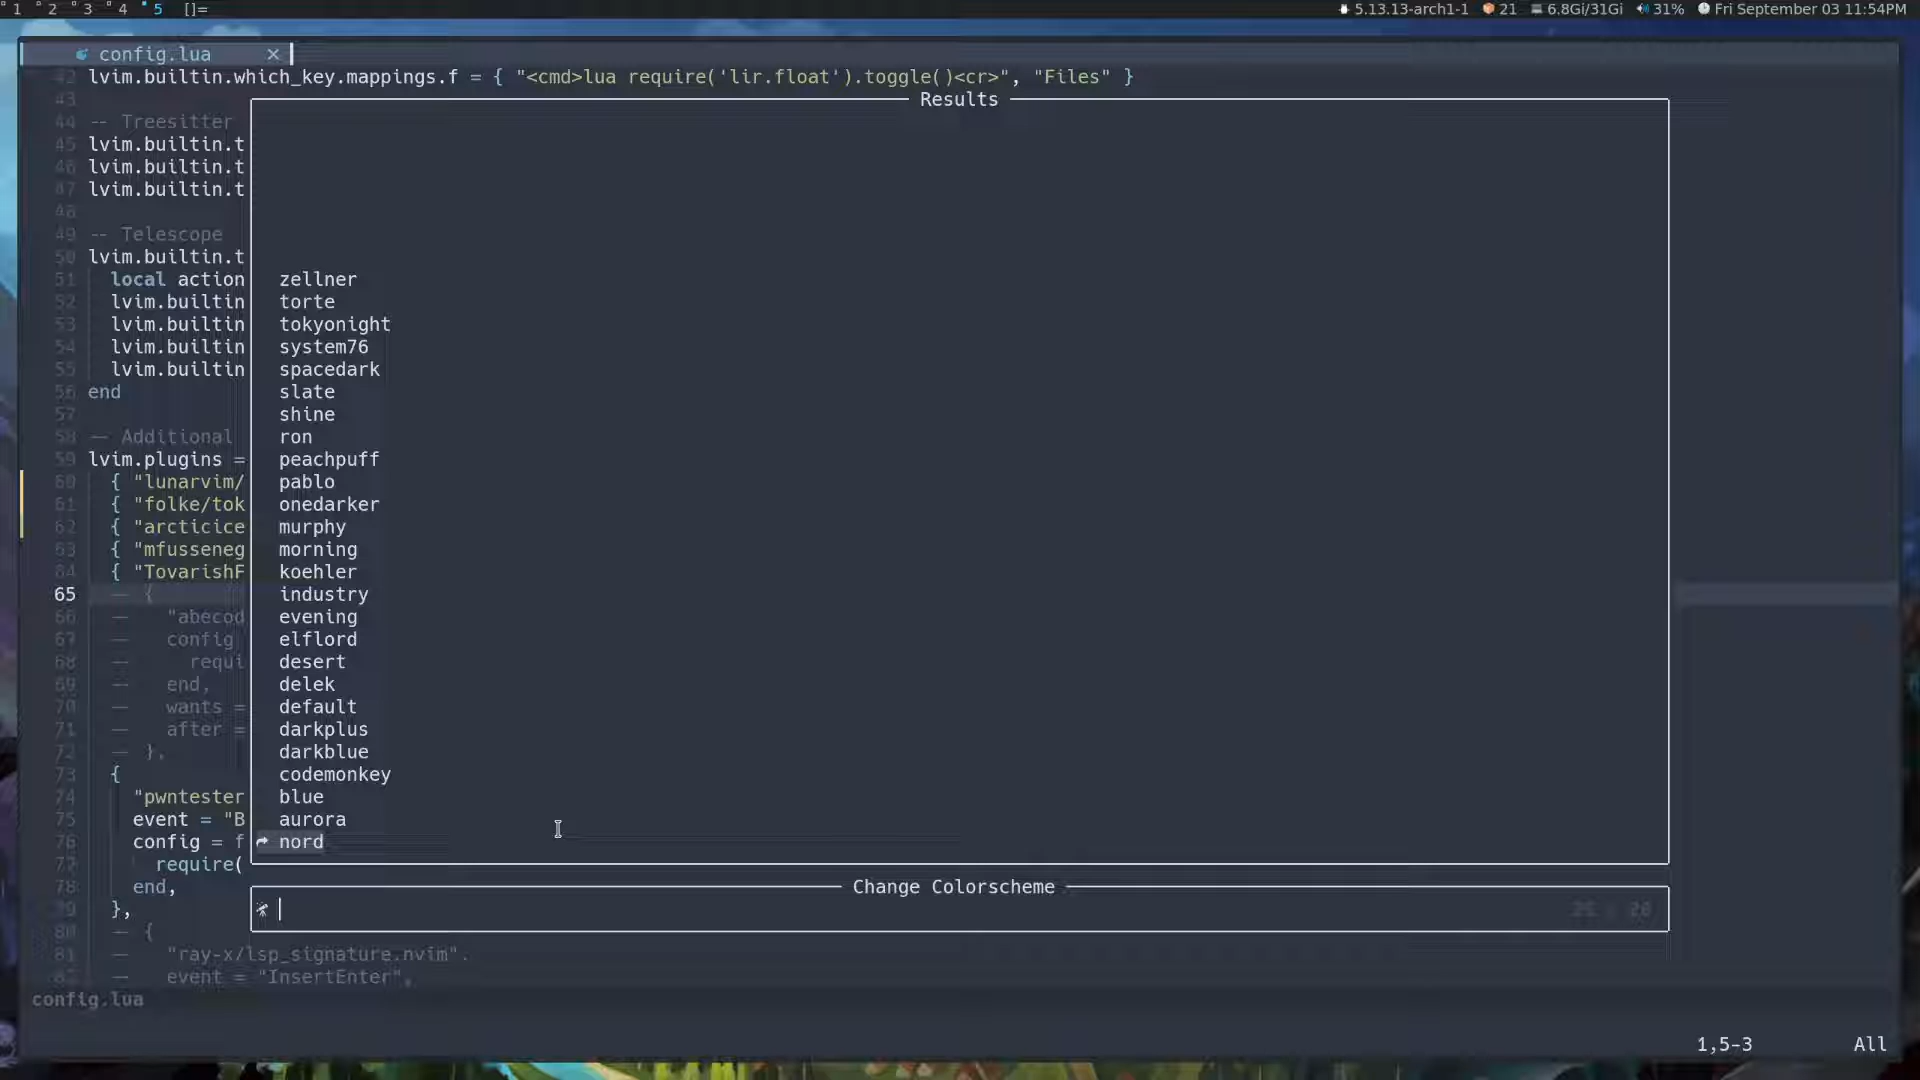 1 2 3 4 5 []= 5.13.13-arch1-1 21 6.8Gi/31Gi 31% Fri September 03 11:54PM
config.lua ×
42 lvim.builtin.which_key.mappings.f = { "<cmd>lua require('lir.float').toggle()<cr>", "Files" }
43 Results
44 -- Treesitter
45 lvim.builtin.t
46 lvim.builtin.t
47 lvim.builtin.t
48
49 -- Telescope
50 lvim.builtin.t
51 local action zellner
52 lvim.builtin torte
53 lvim.builtin tokyonight
54 lvim.builtin system76
55 lvim.builtin spacedark
56 end slate
57 shine
58 -- Additional ron
59 lvim.plugins = peachpuff
60 { "lunarvim/ pablo
61 { "folke/tok onedarker
62 { "arcticice murphy
63 { "mfusseneg morning
64 { "TovarishF koehler
65 -- { industry
66 -- "abecod evening
67 -- config elflord
68 -- requi desert
69 -- end, delek
70 -- wants = default
71 -- after = darkplus
72 -- }, darkblue
73 { codemonkey
74 "pwntester blue
75 event = "B aurora
76 config = f nord
77 require(
78 end, Change Colorscheme
79 },
80 -- {
81 -- "ray-x/lsp_signature.nvim".
82 -- event = "InsertEnter",
config.lua
1,5-3 All